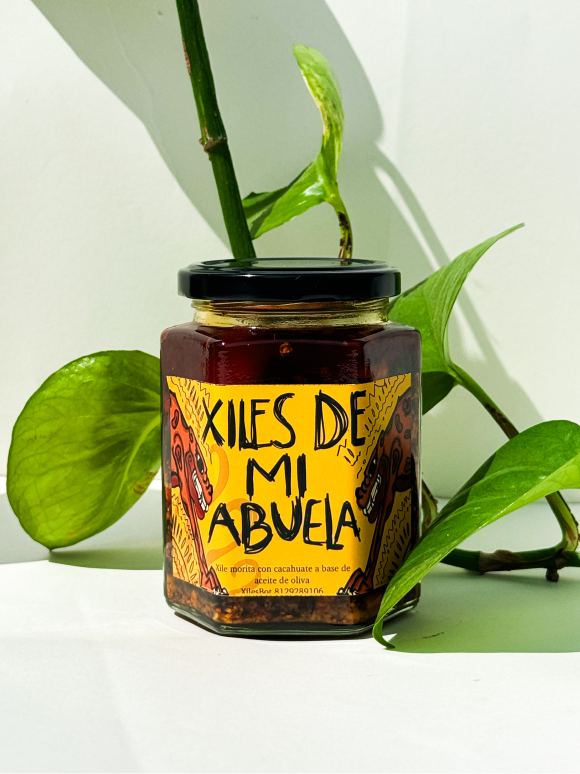 XILES DE
MI
ABUELA
Xile morita con cacahuate a base de
aceite de oliva
XilesBot 8129289106